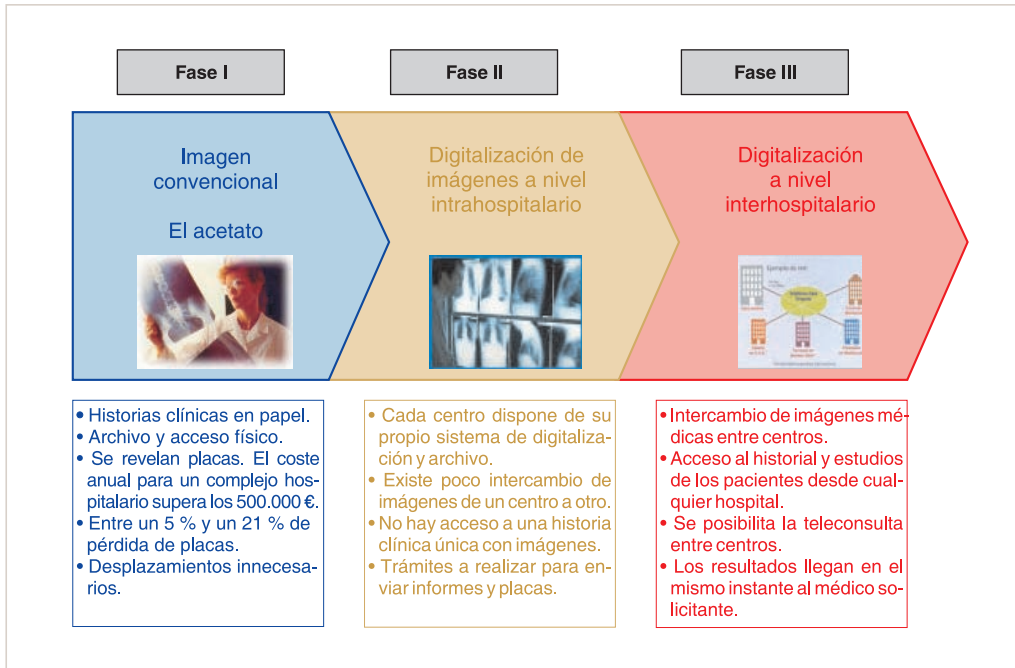 Fase I
Fase II
Fase III
Imagen
convencional
El acetato
Digitalización de
imágenes a nivel
intrahospitalario
Digitalización
a nivel
interhospitalario
Ejemplo de red
• Historias clínicas en papel.
• Archivo y acceso físico.
• Se revelan placas. El coste
anual para un complejo hos-
pitalario supera los 500.000 €.
• Entre un 5 % y un 21 % de
pérdida de placas.
• Desplazamientos innecesa-
rios.
• Cada centro dispone de su
propio sistema de digitaliza-
ción y archivo.
• Existe poco intercambio de
imágenes de un centro a otro.
• No hay acceso a una historia
clínica única con imágenes.
• Trámites a realizar para en-
viar informes y placas.
• Intercambio de imágenes mé-
dicas entre centros.
• Acceso al historial y estudios
de los pacientes desde cual-
quier hospital.
• Se posibilita la teleconsulta
entre centros.
• Los resultados llegan en el
mismo instante al médico so-
licitante.